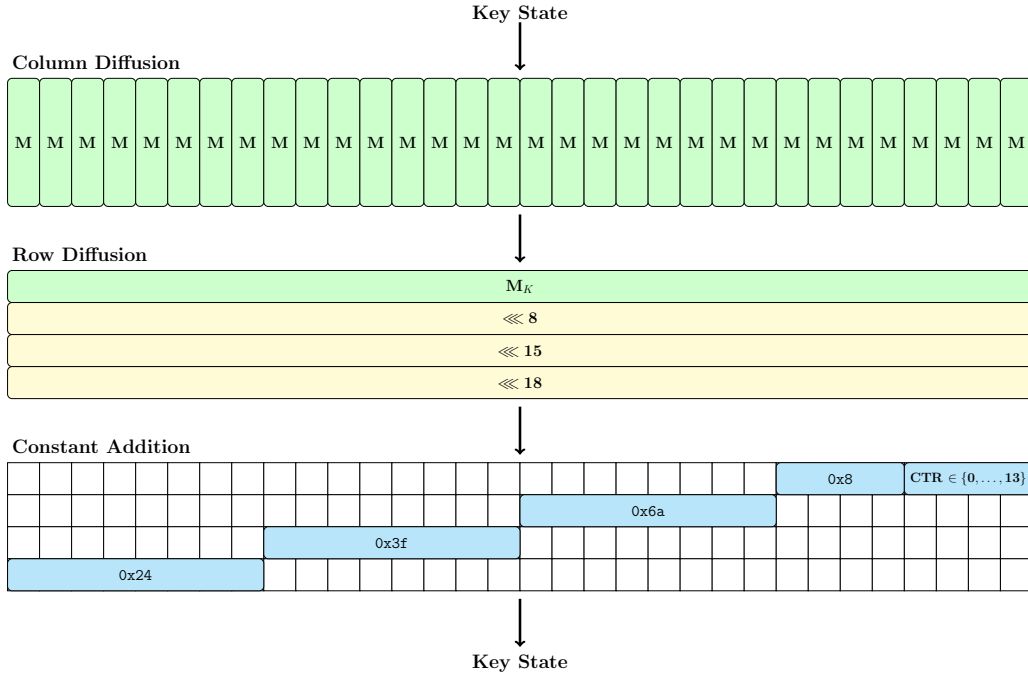 Key State
Column Diffusion
M M M M M M M M M M M M M M M M M M M M M M M M M M M M M M M M
Row Diffusion
M_K
⋘ 8
⋘ 15
⋘ 18
Constant Addition
0x8 CTR ∈ {0, . . . , 13}
0x6a
0x3f
0x24
Key State